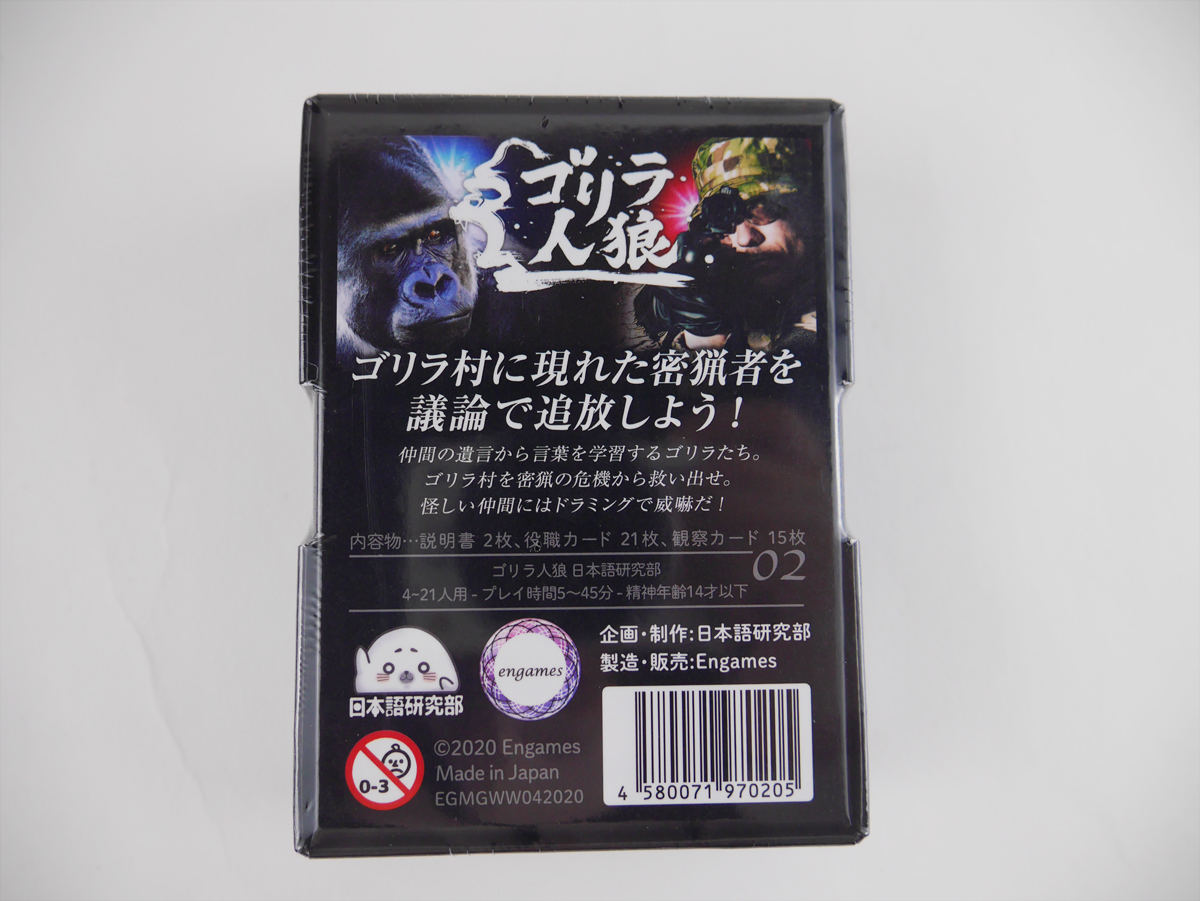 ゴリラ
人狼
ゴリラ村に現れた密猟者を
議論で追放しよう！
仲間の遺言から言葉を学習するゴリラたち。
ゴリラ村を密猟の危機から救い出せ。
怪しい仲間にはドラミングで威嚇だ！
内容物…説明書 2枚、役職カード 21枚、観察カード 15枚
ゴリラ人狼 日本語研究部
02
4~21人用 - プレイ時間5～45分 - 精神年齢14才以下
日本語研究部
engames
企画・制作:日本語研究部
製造・販売:Engames
0-3
©2020 Engames
Made in Japan
EGMGWW042020
4 580071 970205